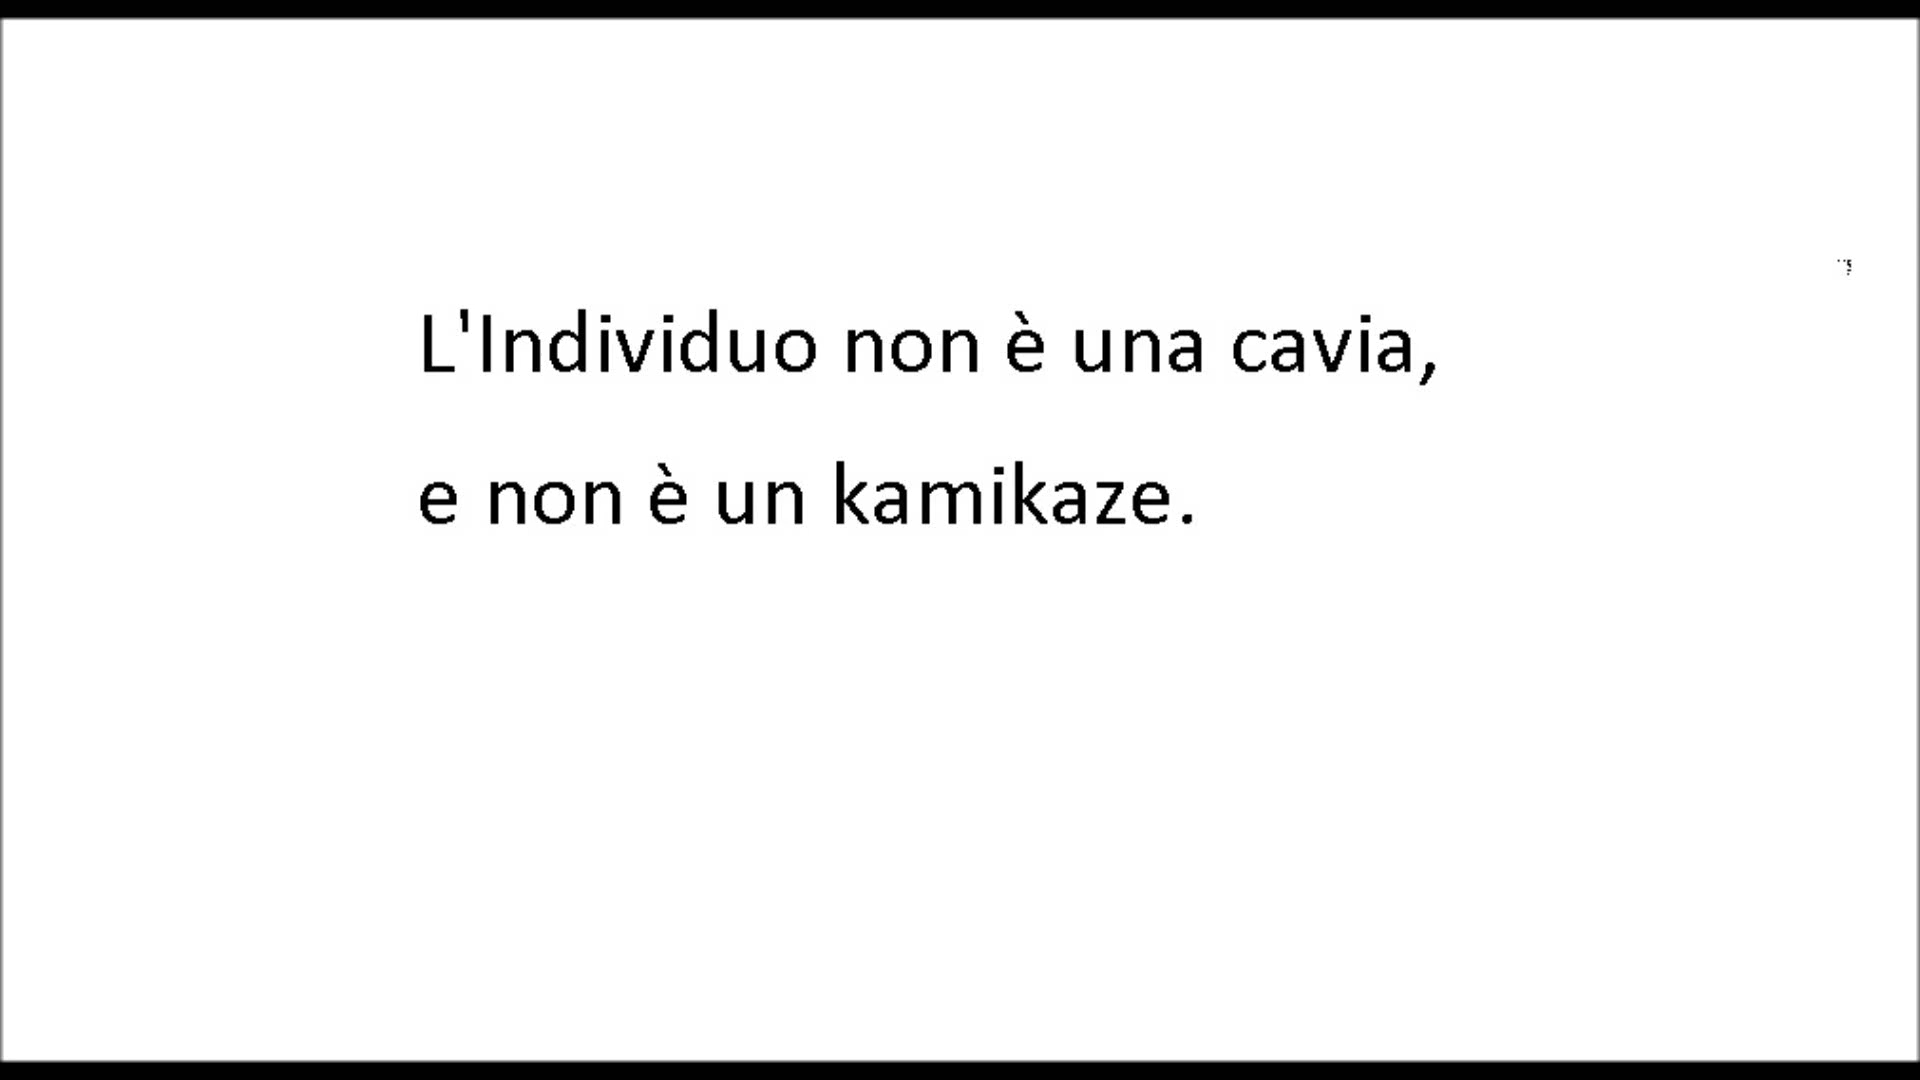 L'Individuo non è una cavia,
e non è un kamikaze.